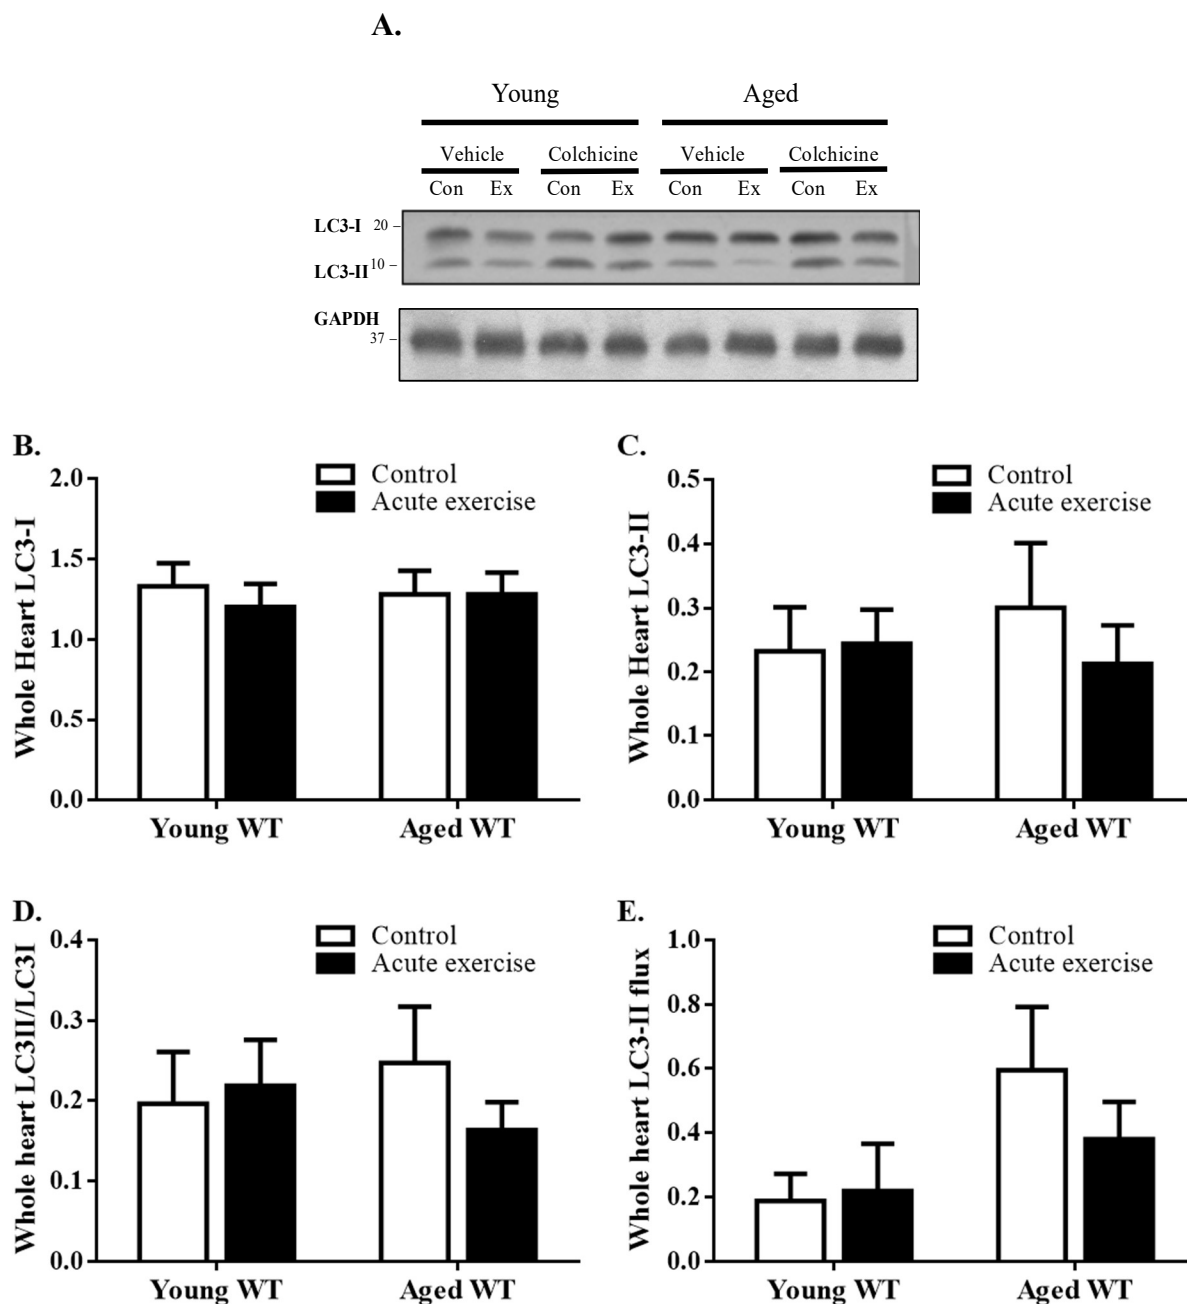 A.
Young Aged
Vehicle Colchicine Vehicle Colchicine
Con Ex Con Ex Con Ex Con Ex
LC3-I 20 –
LC3-II 10 –
GAPDH
37 –
B.
Control
Acute exercise
Whole Heart LC3-I
2.0
1.5
1.0
0.5
0.0
Young WT Aged WT
C.
Control
Acute exercise
Whole Heart LC3-II
0.5
0.4
0.3
0.2
0.1
0.0
Young WT Aged WT
D.
Control
Acute exercise
Whole heart LC3II/LC3I
0.4
0.3
0.2
0.1
0.0
Young WT Aged WT
E.
Control
Acute exercise
Whole heart LC3-II flux
1.0
0.8
0.6
0.4
0.2
0.0
Young WT Aged WT